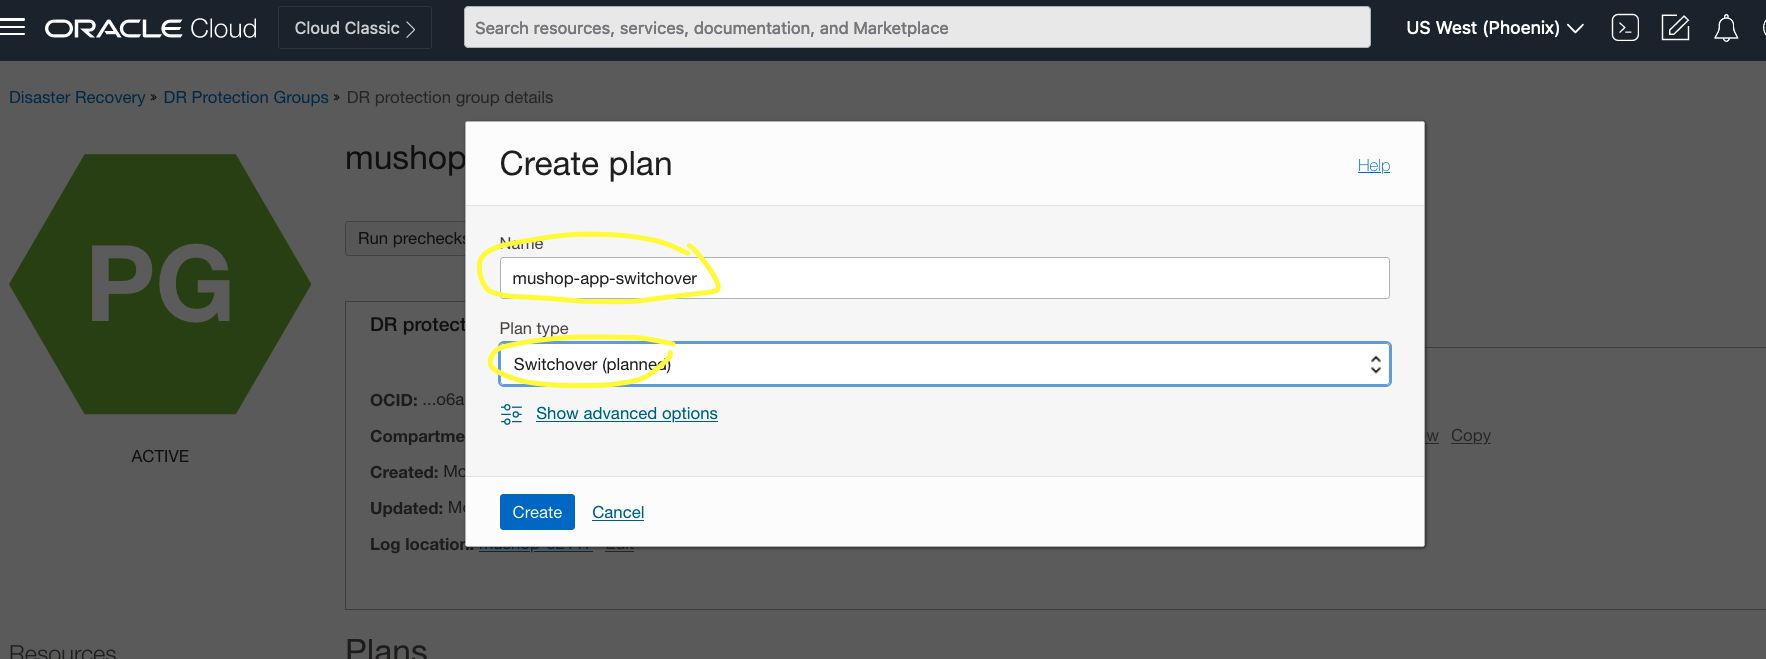 ORACLE Cloud
Cloud Classic
Search resources, services, documentation, and Marketplace
US West (Phoenix)
Disaster Recovery » DR Protection Groups » DR protection group details
PG
ACTIVE
mushop
Run prechecks
DR protect
OCID: ...o6a
Compartme
Created: Mo
Updated: Mo
Log location:
Edit
Copy
Create plan
Help
Name
mushop-app-switchover
Plan type
Switchover (planned)
Show advanced options
Create
Cancel
Resources
Plans